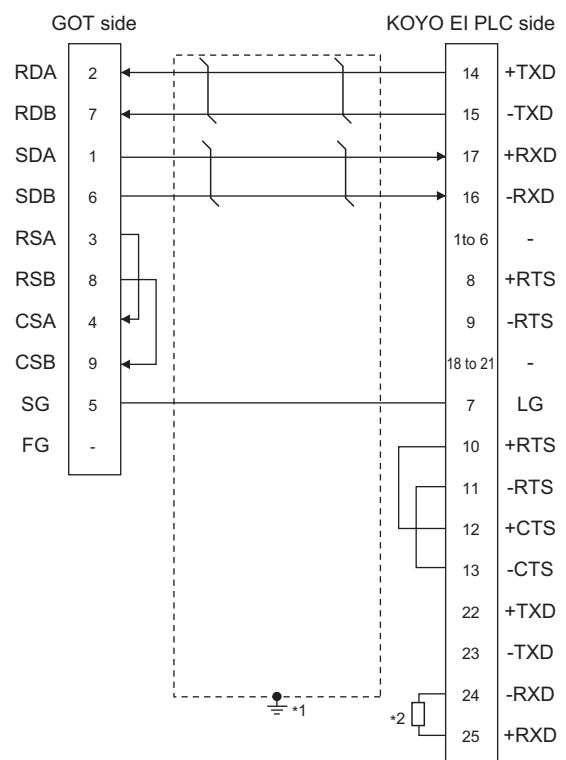 GOT side KOYO EI PLC side
RDA 2 14 +TXD
RDB 7 15 -TXD
SDA 1 17 +RXD
SDB 6 16 -RXD
RSA 3 1to 6 -
RSB 8 8 +RTS
CSA 4 9 -RTS
CSB 9 18 to 21 -
SG 5 7 LG
FG - 10 +RTS
11 -RTS
12 +CTS
13 -CTS
22 +TXD
23 -TXD
24 -RXD
*1 *2
25 +RXD